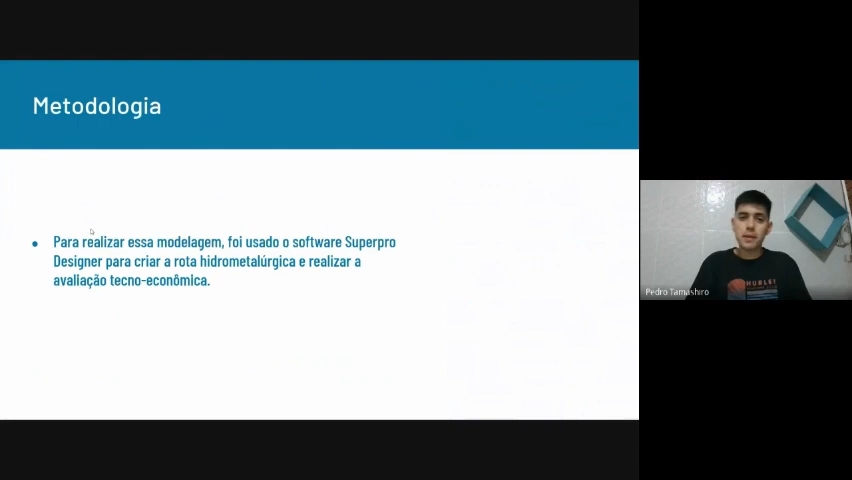 Metodologia
Para realizar essa modelagem, foi usado o software Superpro
Designer para criar a rota hidrometalúrgica e realizar a
avaliação tecno-econômica.
HURLEY
Pedro Tamashiro